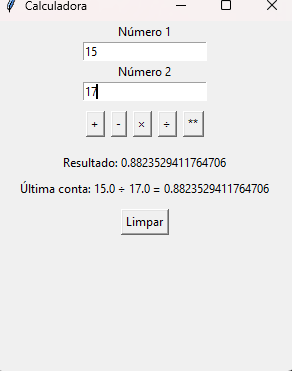 Calculadora
Número 1
15
Número 2
17
+ - × ÷ **
Resultado: 0.8823529411764706
Última conta: 15.0 ÷ 17.0 = 0.8823529411764706
Limpar